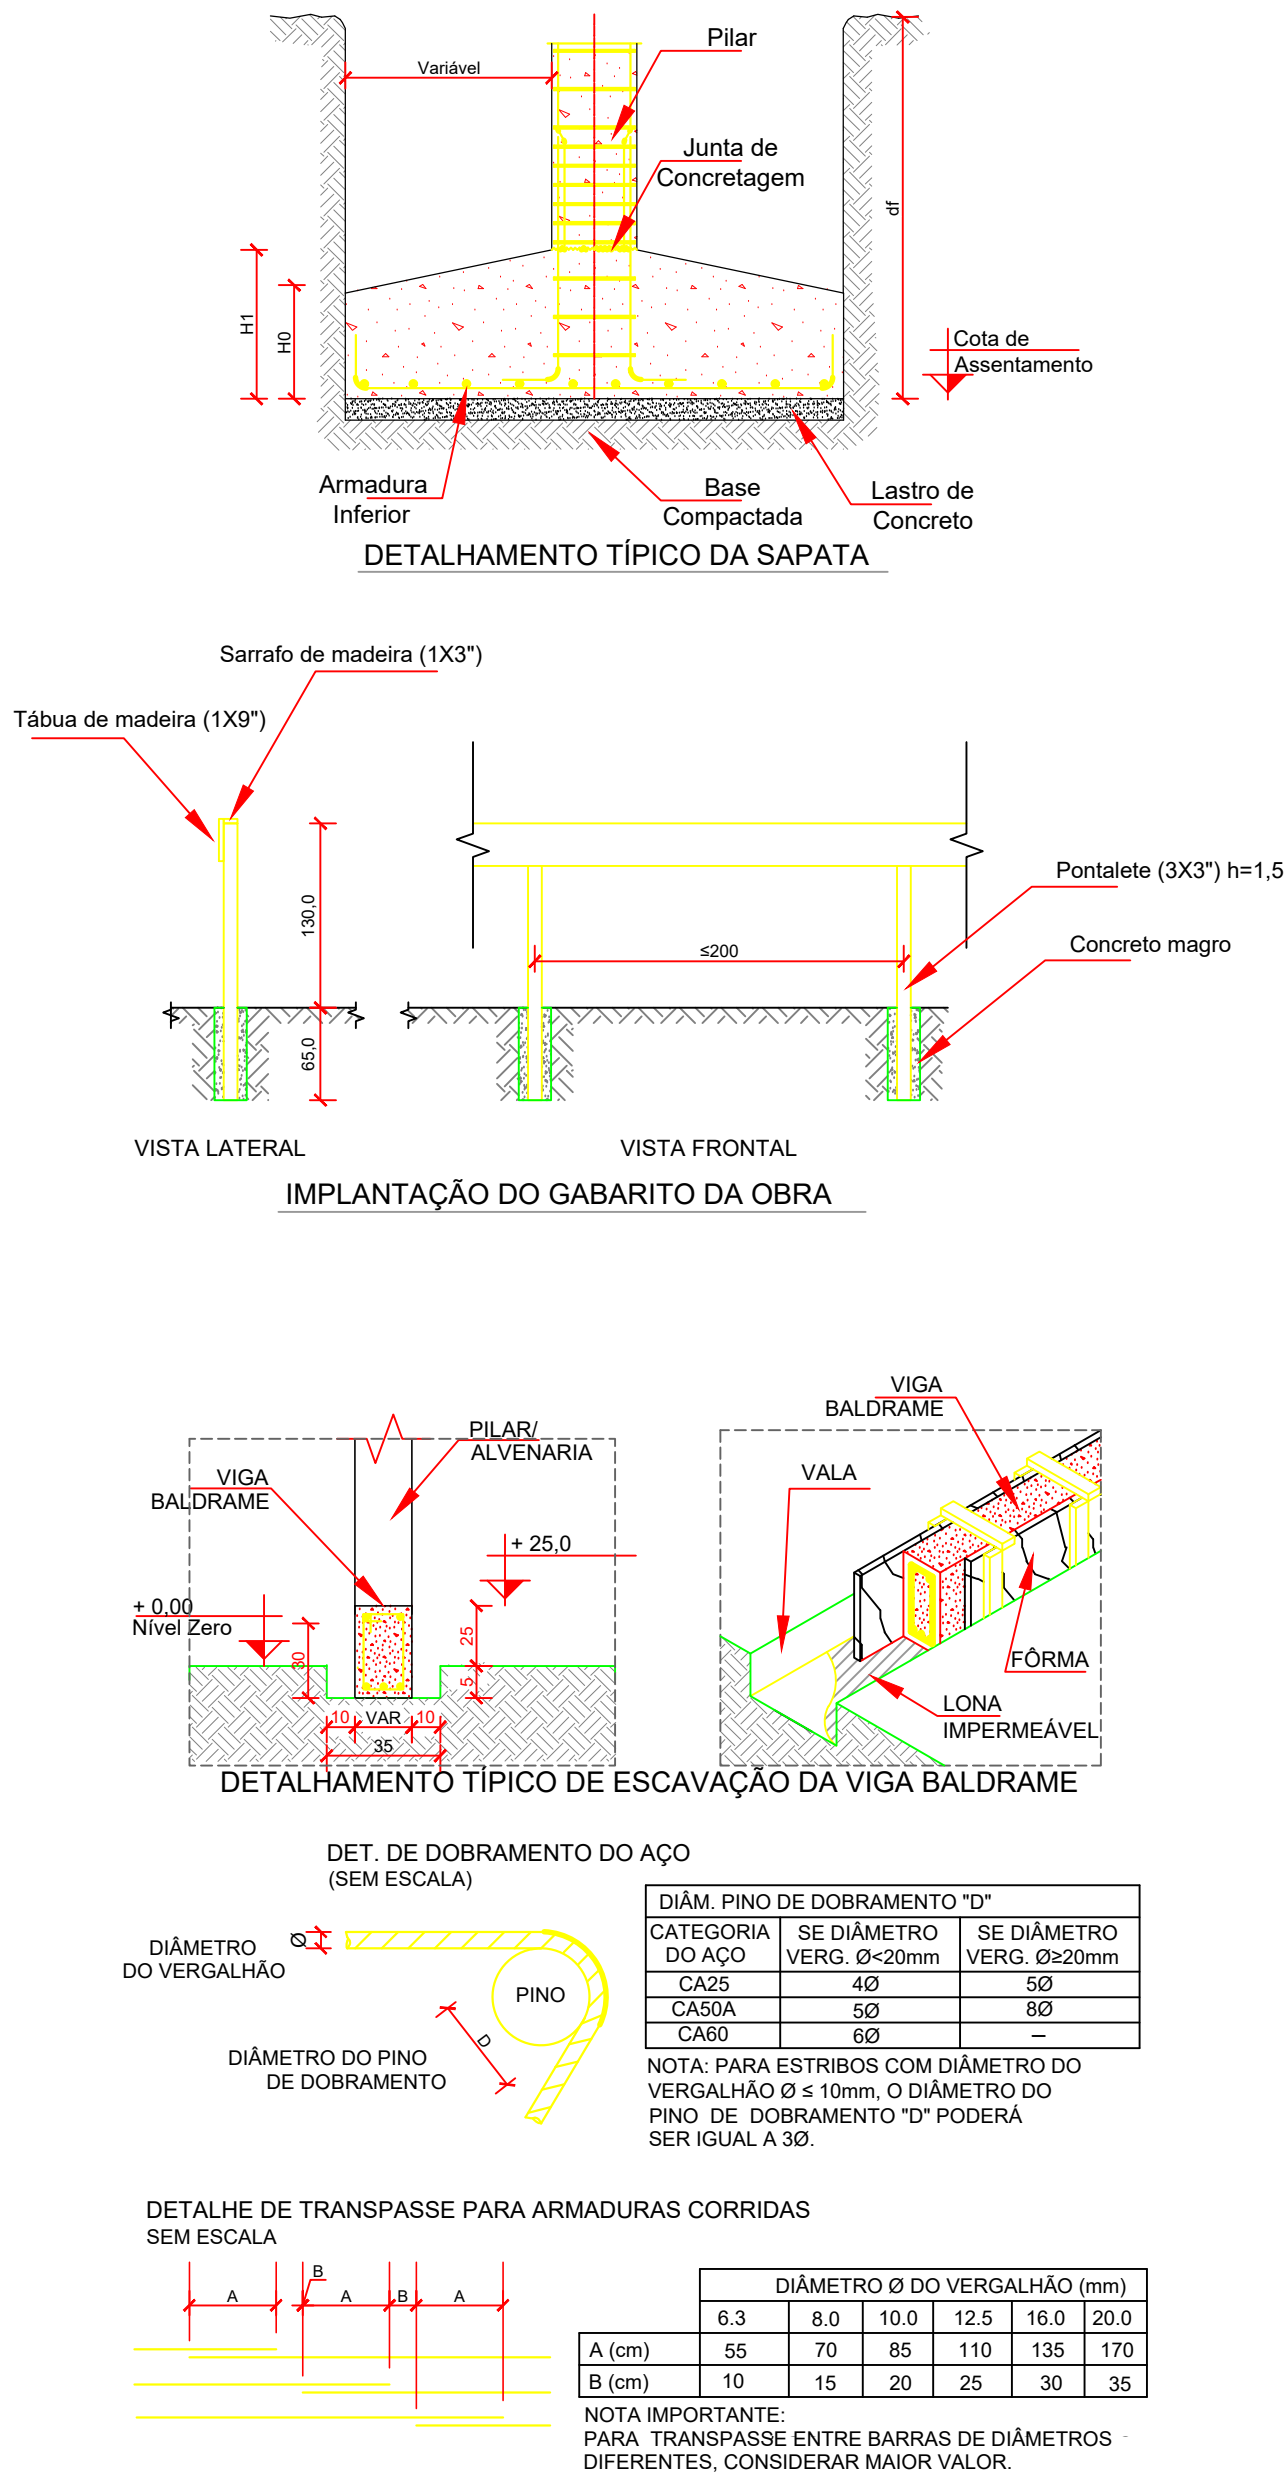 Pilar
Variável
Junta de
Concretagem
df
H1
H0
Cota de
Assentamento
Armadura
Inferior
Base
Compactada
Lastro de
Concreto
DETALHAMENTO TÍPICO DA SAPATA
Sarrafo de madeira (1X3")
Tábua de madeira (1X9")
130,0
65,0
≤200
Pontalete (3X3") h=1,5
Concreto magro
VISTA LATERAL
VISTA FRONTAL
IMPLANTAÇÃO DO GABARITO DA OBRA
PILAR/
ALVENARIA
VIGA
BALDRAME
+ 25,0
+ 0,00
Nível Zero
30
25
5
10 VAR 10
35
VIGA
BALDRAME
VALA
FÔRMA
LONA
IMPERMEÁVEL
DETALHAMENTO TÍPICO DE ESCAVAÇÃO DA VIGA BALDRAME
DET. DE DOBRAMENTO DO AÇO
(SEM ESCALA)
Ø
DIÂMETRO
DO VERGALHÃO
PINO
D
DIÂMETRO DO PINO
DE DOBRAMENTO
DIÂM. PINO DE DOBRAMENTO "D"
CATEGORIA SE DIÂMETRO SE DIÂMETRO
DO AÇO VERG. Ø<20mm VERG. Ø≥20mm
CA25 4Ø 5Ø
CA50A 5Ø 8Ø
CA60 6Ø –
NOTA: PARA ESTRIBOS COM DIÂMETRO DO
VERGALHÃO Ø ≤ 10mm, O DIÂMETRO DO
PINO DE DOBRAMENTO "D" PODERÁ
SER IGUAL A 3Ø.
DETALHE DE TRANSPASSE PARA ARMADURAS CORRIDAS
SEM ESCALA
B
A A B A
DIÂMETRO Ø DO VERGALHÃO (mm)
6.3 8.0 10.0 12.5 16.0 20.0
A (cm) 55 70 85 110 135 170
B (cm) 10 15 20 25 30 35
NOTA IMPORTANTE:
PARA TRANSPASSE ENTRE BARRAS DE DIÂMETROS
DIFERENTES, CONSIDERAR MAIOR VALOR.